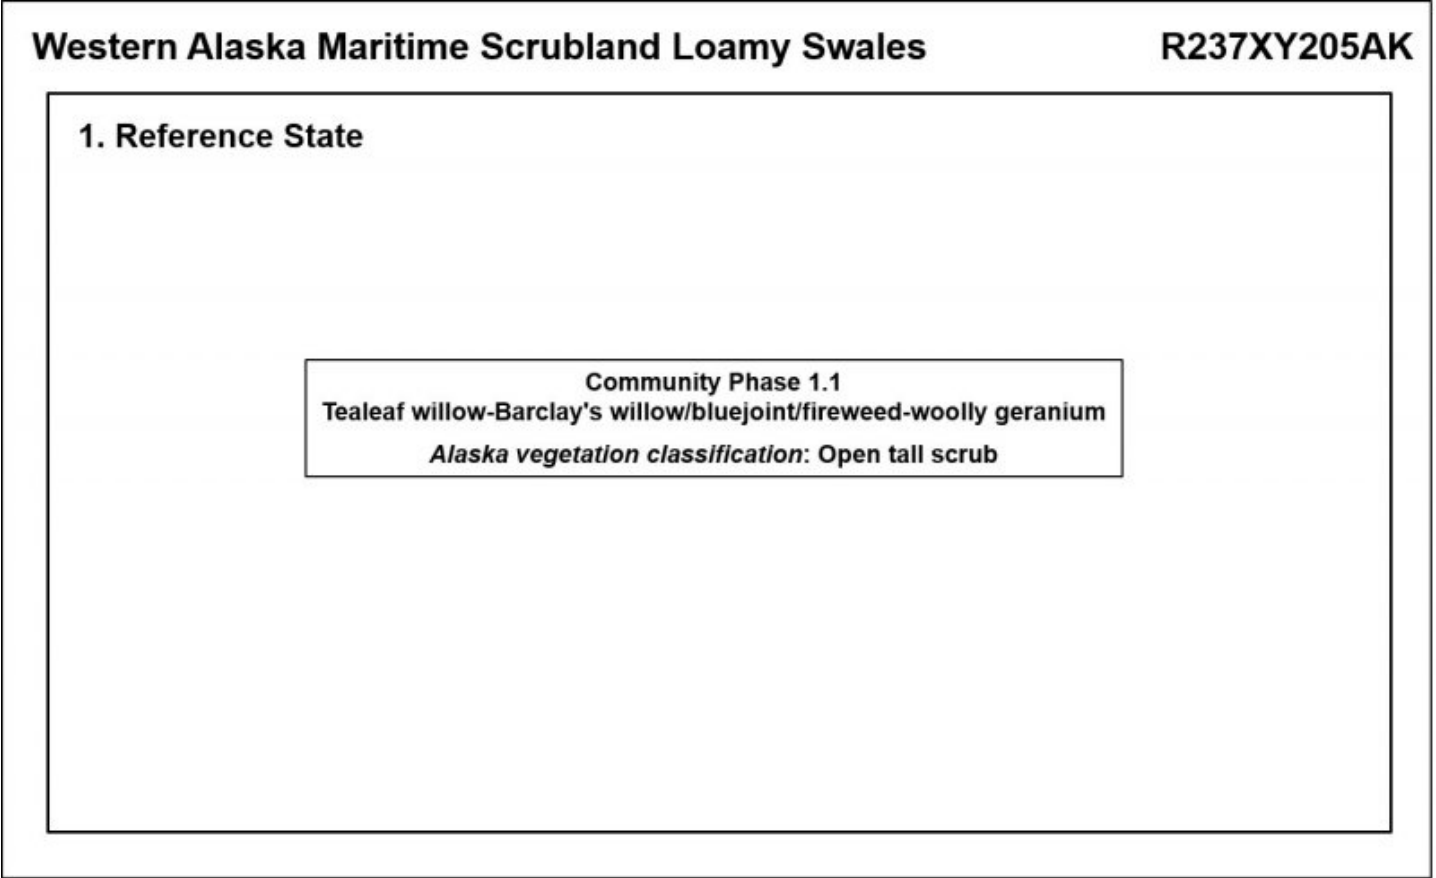 Western Alaska Maritime Scrubland Loamy Swales R237XY205AK
1. Reference State
Community Phase 1.1
Tealeaf willow-Barclay's willow/bluejoint/fireweed-woolly geranium
Alaska vegetation classification: Open tall scrub